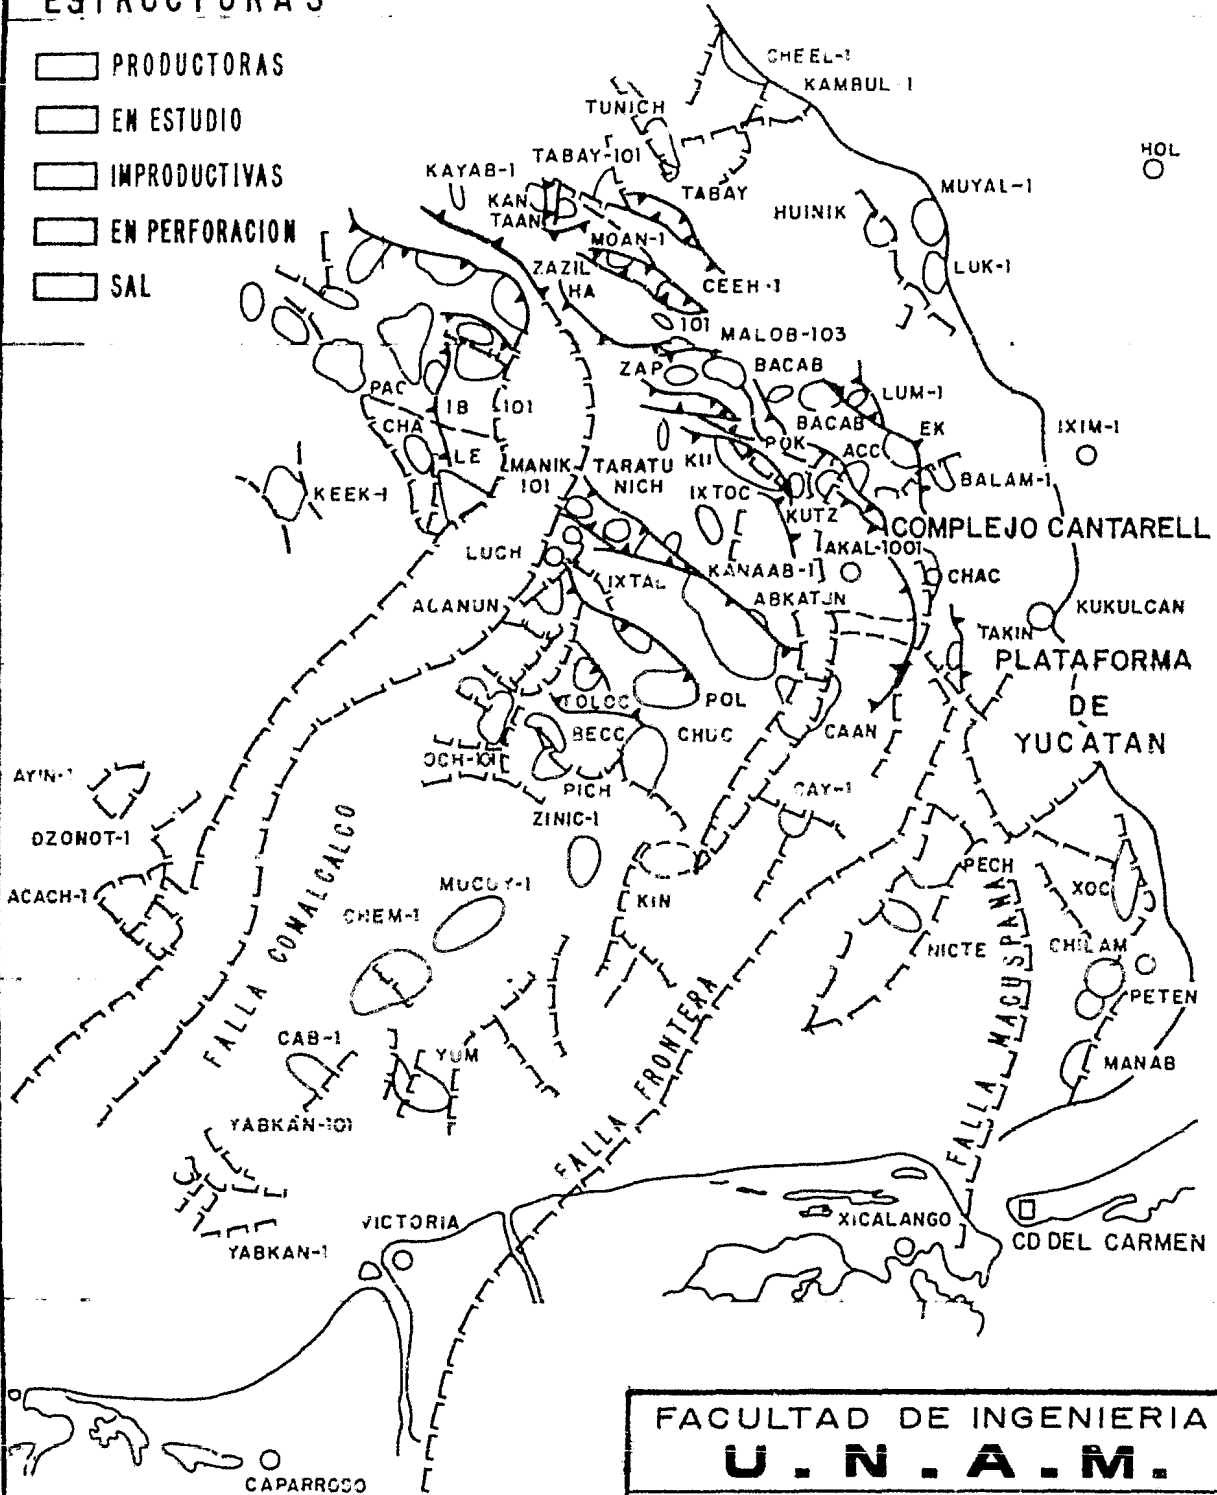 ESTRUCTURAS
PRODUCTORAS
EN ESTUDIO
IMPRODUCTIVAS
EN PERFORACION
SAL
CHEEL-1
KAMBUL-1
TUNICH
HOL
TABAY-101
KAYAB-1
TABAY
MUYAL-1
KAN
TAAN
HUINIK
MOAN-1
ZAZIL
HA
CEEH-1
LUK-1
101
MALOB-103
ZAP
BACAB
PAC
LUM-1
IB
101
CHA
BACAB
EK
IXIM-1
POK
ACC
LE
MANIK
101
TARATU
NICH
KU
BALAM-1
KEEK-1
IXTOC
KUTZ
COMPLEJO CANTARELL
LUCH
AKAL-1001
IXTAL
KANAAB-1
CHAC
ABKATUN
KUKULCAN
TAKIN
PLATAFORMA
DE
YUCATAN
TOLOC
POL
BECC
CHUC
CAAN
OCH-101
AYIN-1
PICH
CAY-1
ZINIC-1
DZONOT-1
PECH
ACACH-1
MUCUY-1
KIN
XOC
CHEM-1
NICTE
CHILAM
FALLA COMALCALCO
PETEN
FALLA FRONTERA
FALLA MACUSPANA
CAB-1
YUM
MANAB
YABKAN-101
VICTORIA
XICALANGO
YABKAN-1
CD DEL CARMEN
CAPARROSO
FACULTAD DE INGENIERIA
U.N.A.M.